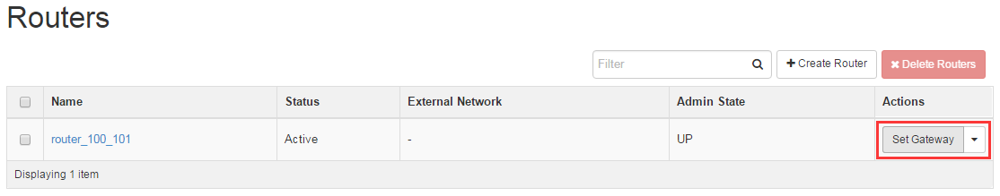 Routers
Filter Create Router Delete Routers
Name Status External Network Admin State Actions
router_100_101 Active - UP Set Gateway
Displaying 1 item